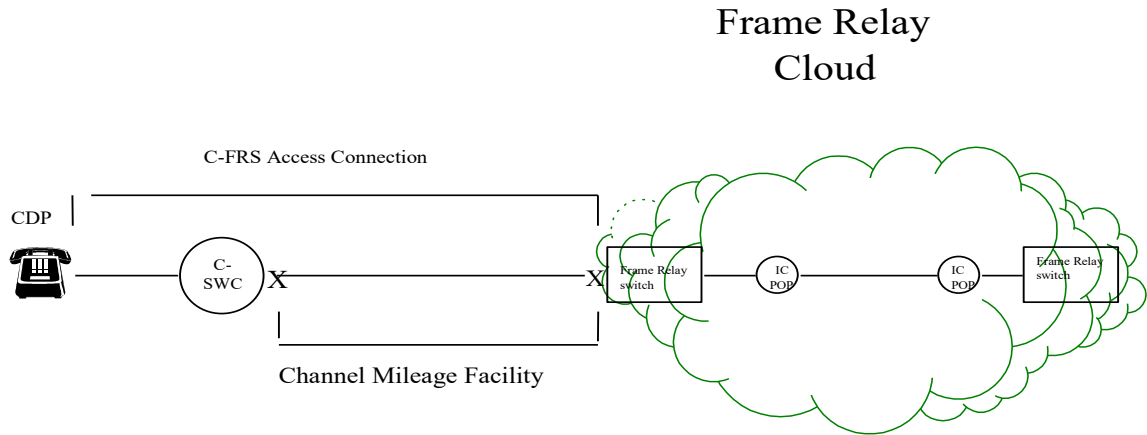 Frame Relay
Cloud
C-FRS Access Connection
CDP
C-
SWC
X
X
Frame Relay
switch
IC
POP
IC
POP
Frame Relay
switch
Channel Mileage Facility